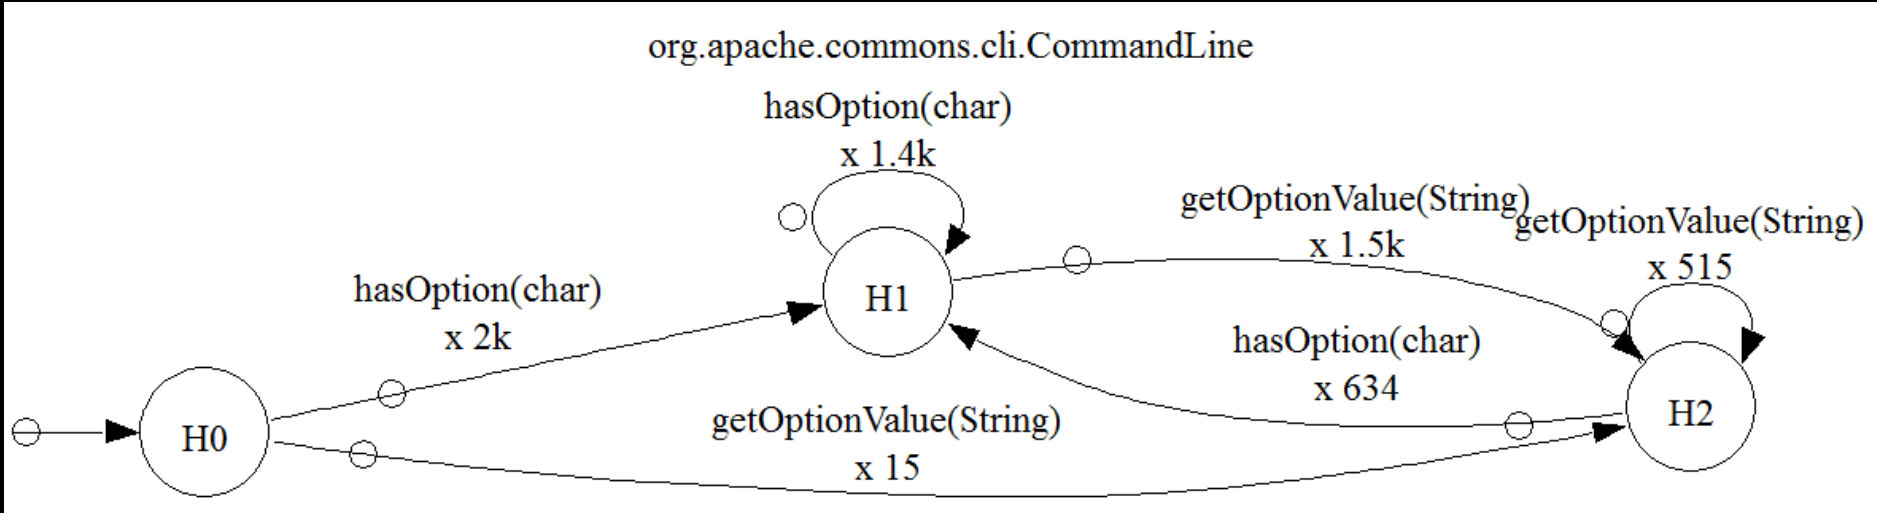 org.apache.commons.cli.CommandLine
hasOption(char)
x 1.4k
getOptionValue(String)
x 1.5k
getOptionValue(String)
x 515
hasOption(char)
x 2k
H1
hasOption(char)
x 634
getOptionValue(String)
x 15
H0
H2